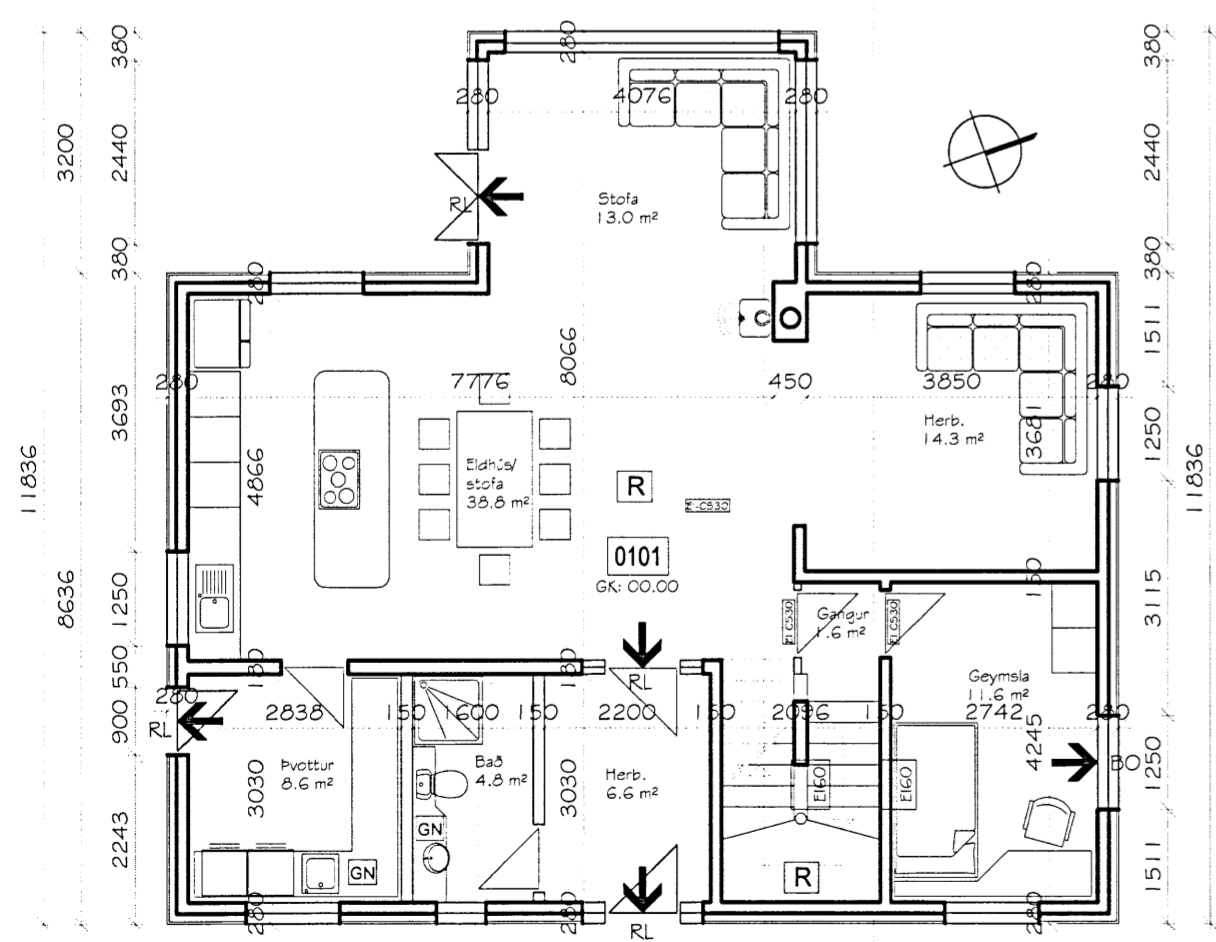 380
280
380
280
4076
280
3200
2440
2440
RL
Stofa
13.0 m²
380
380
280
280
1511
8066
280
7776
450
3850
280
3693
3681
Herb.
14.3 m²
1250
11836
11836
4866
Eldhús/
stofa
38.8 m²
R
EI-CS30
0101
GK: 00.00
8636
1250
150
3115
EI CS30
Gangur
1.6 m²
EI CS30
550
180
180
RL
Geymsla
11.6 m²
280
2838
150
1600
150
2200
150
2096
150
2742
280
900
RL
4245
BO
1250
Þvottur
8.6 m²
3030
Bað
4.8 m²
3030
Herb.
6.6 m²
EI60
EI60
2243
GN
GN
R
1511
280
280
280
RL